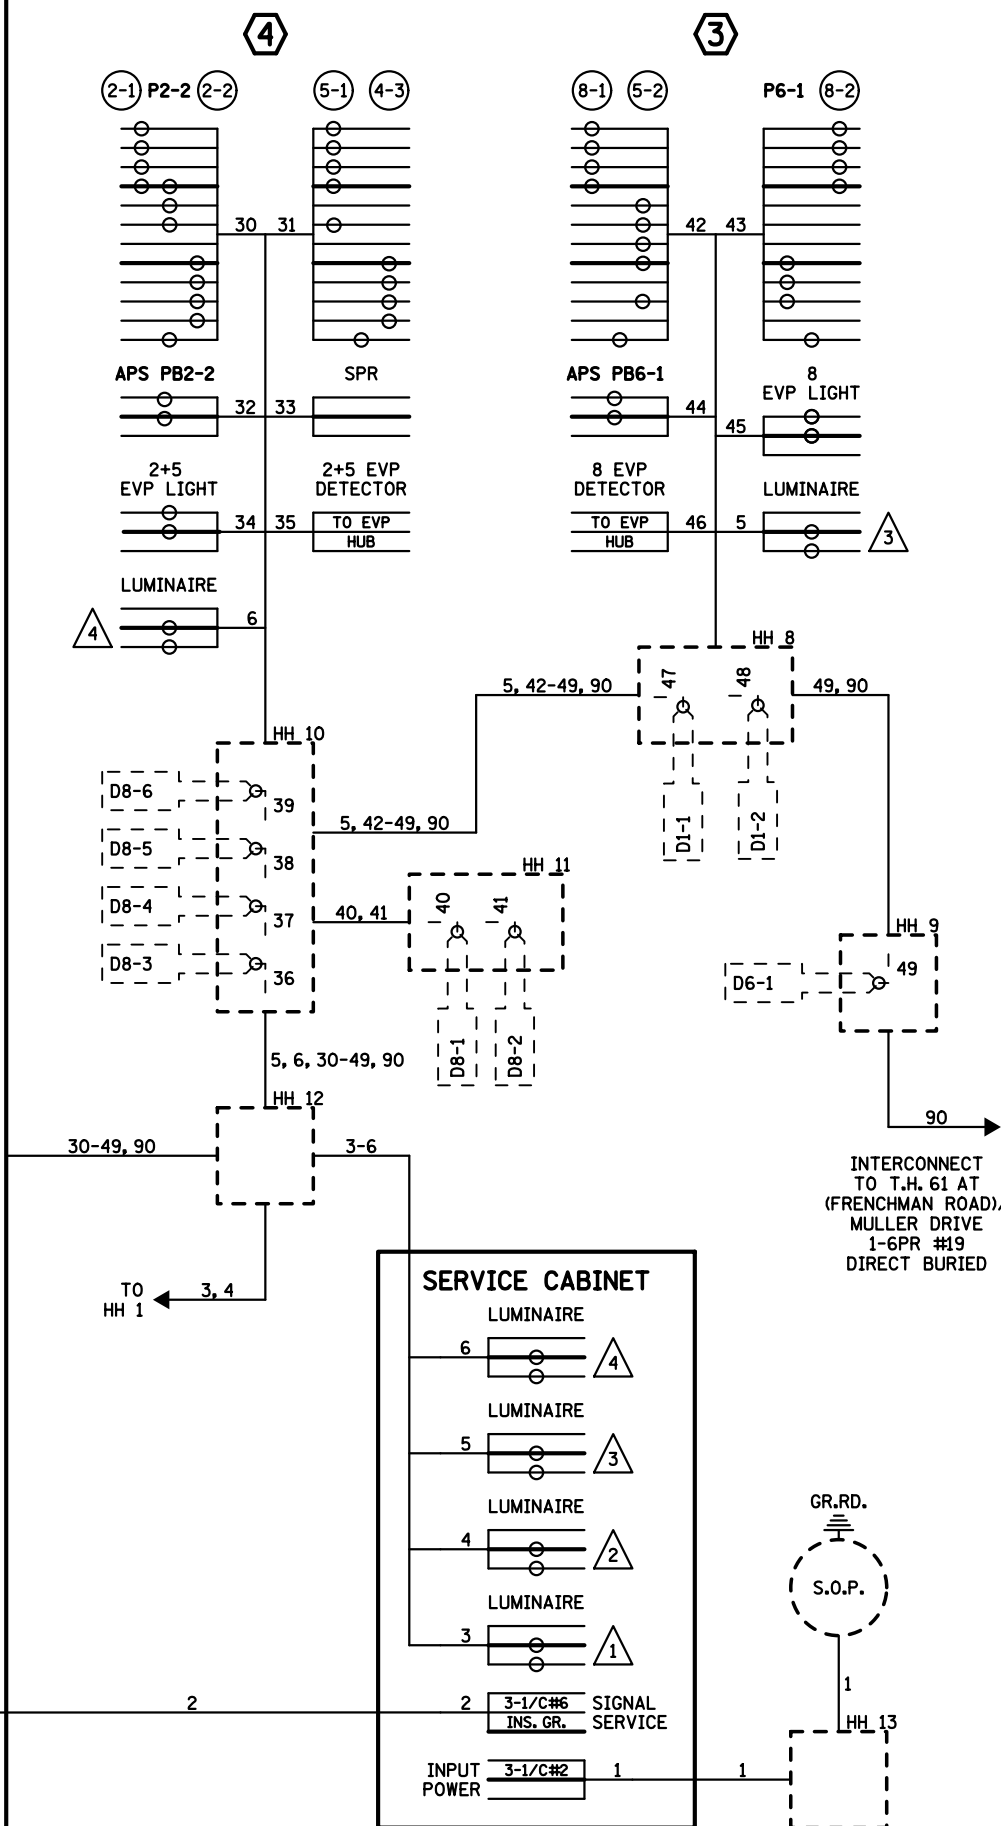 4
3
2-1 P2-2 2-2
5-1 4-3
8-1 5-2
P6-1 8-2
30 31
42 43
APS PB2-2
SPR
APS PB6-1
8
EVP LIGHT
32 33
44
45
2+5
EVP LIGHT
2+5 EVP
DETECTOR
8 EVP
DETECTOR
LUMINAIRE
34 35
TO EVP
HUB
TO EVP
HUB
46 5
3
LUMINAIRE
4
6
HH 8
47
48
5, 42-49, 90
49, 90
HH 10
D8-6
39
D8-5
38
D8-4
37
D8-3
36
5, 42-49, 90
D1-1
D1-2
HH 11
40, 41
40
41
D8-1
D8-2
HH 9
D6-1
49
5, 6, 30-49, 90
HH 12
30-49, 90
3-6
90
INTERCONNECT
TO T.H. 61 AT
(FRENCHMAN ROAD)/
MULLER DRIVE
1-6PR #19
DIRECT BURIED
TO
HH 1
3, 4
SERVICE CABINET
LUMINAIRE
6
4
LUMINAIRE
5
3
LUMINAIRE
4
2
LUMINAIRE
3
1
2
2
3-1/C#6
INS. GR.
SIGNAL
SERVICE
INPUT
POWER
3-1/C#2
1
1
GR.RD.
S.O.P.
1
HH 13